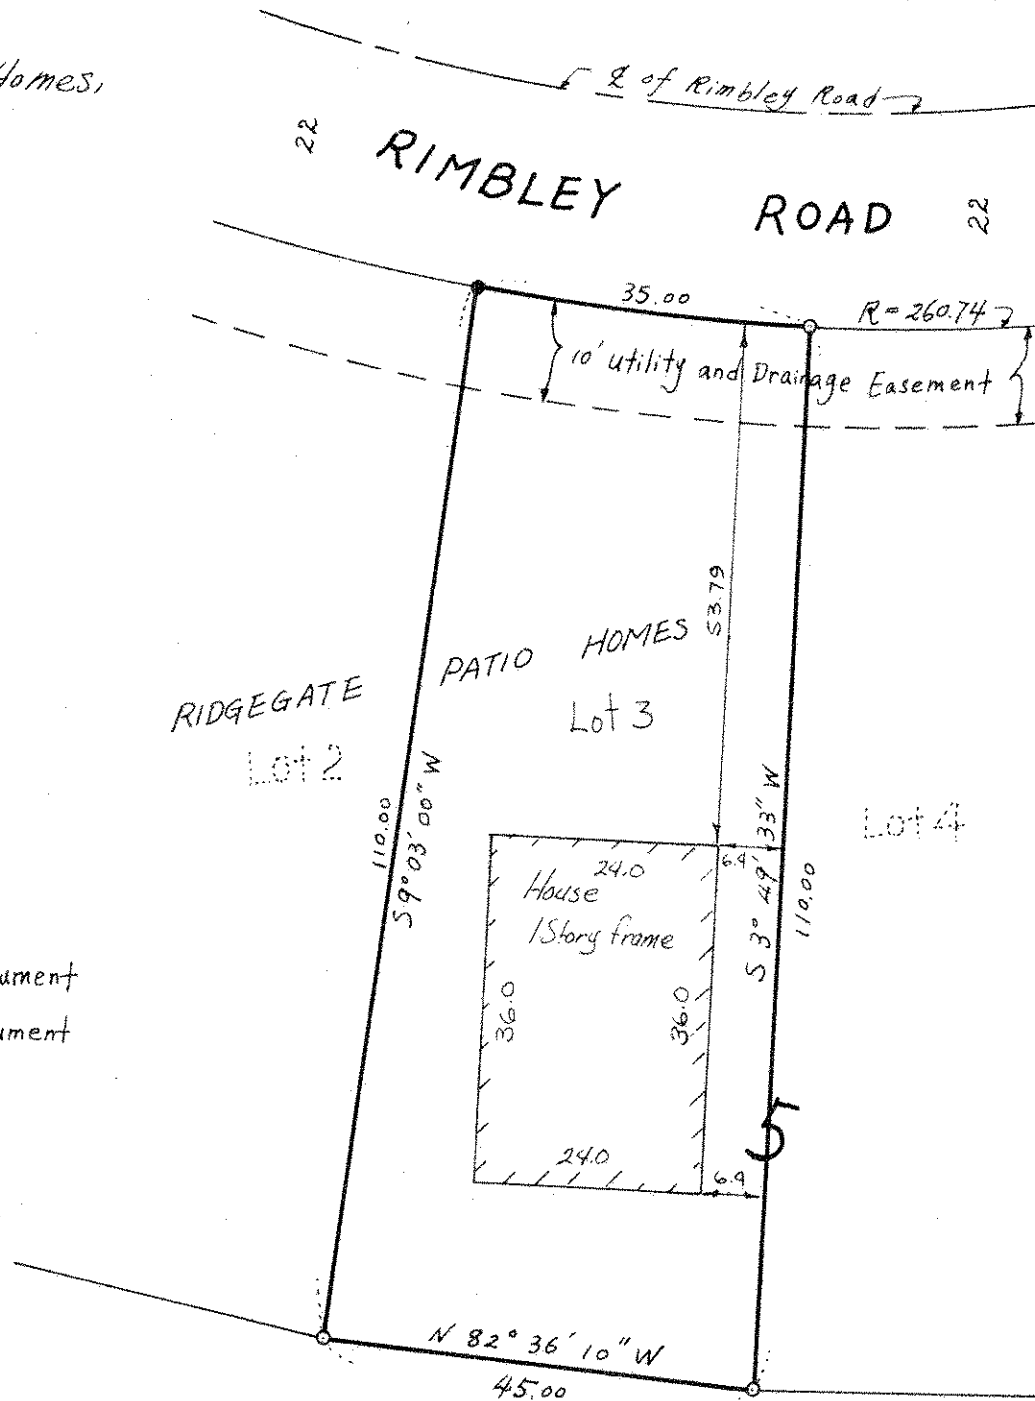 Homes,
℄ of Rimbley Road
22
RIMBLEY ROAD
22
35.00
R=260.74
10' Utility and Drainage Easement
53.79
RIDGEGATE PATIO HOMES
Lot 3
Lot 2
Lot 4
110.00
S 9° 03' 00" W
S 3° 49' 33" W
110.00
24.0
6.9
House
1 Story frame
36.0
36.0
ument
ument
5
24.0
6.9
N 82° 36' 10" W
45.00